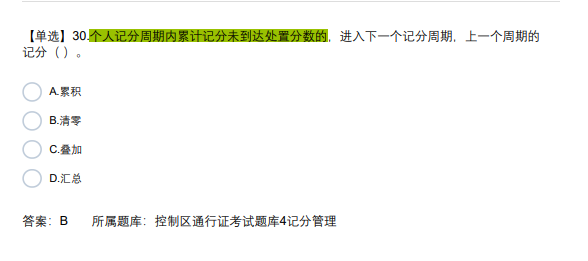 【单选】30.个人记分周期内累计记分未到达处置分数的，进入下一个记分周期，上一个周期的
记分（ ）。
A.累积
B.清零
C.叠加
D.汇总
答案：B 所属题库：控制区通行证考试题库4记分管理